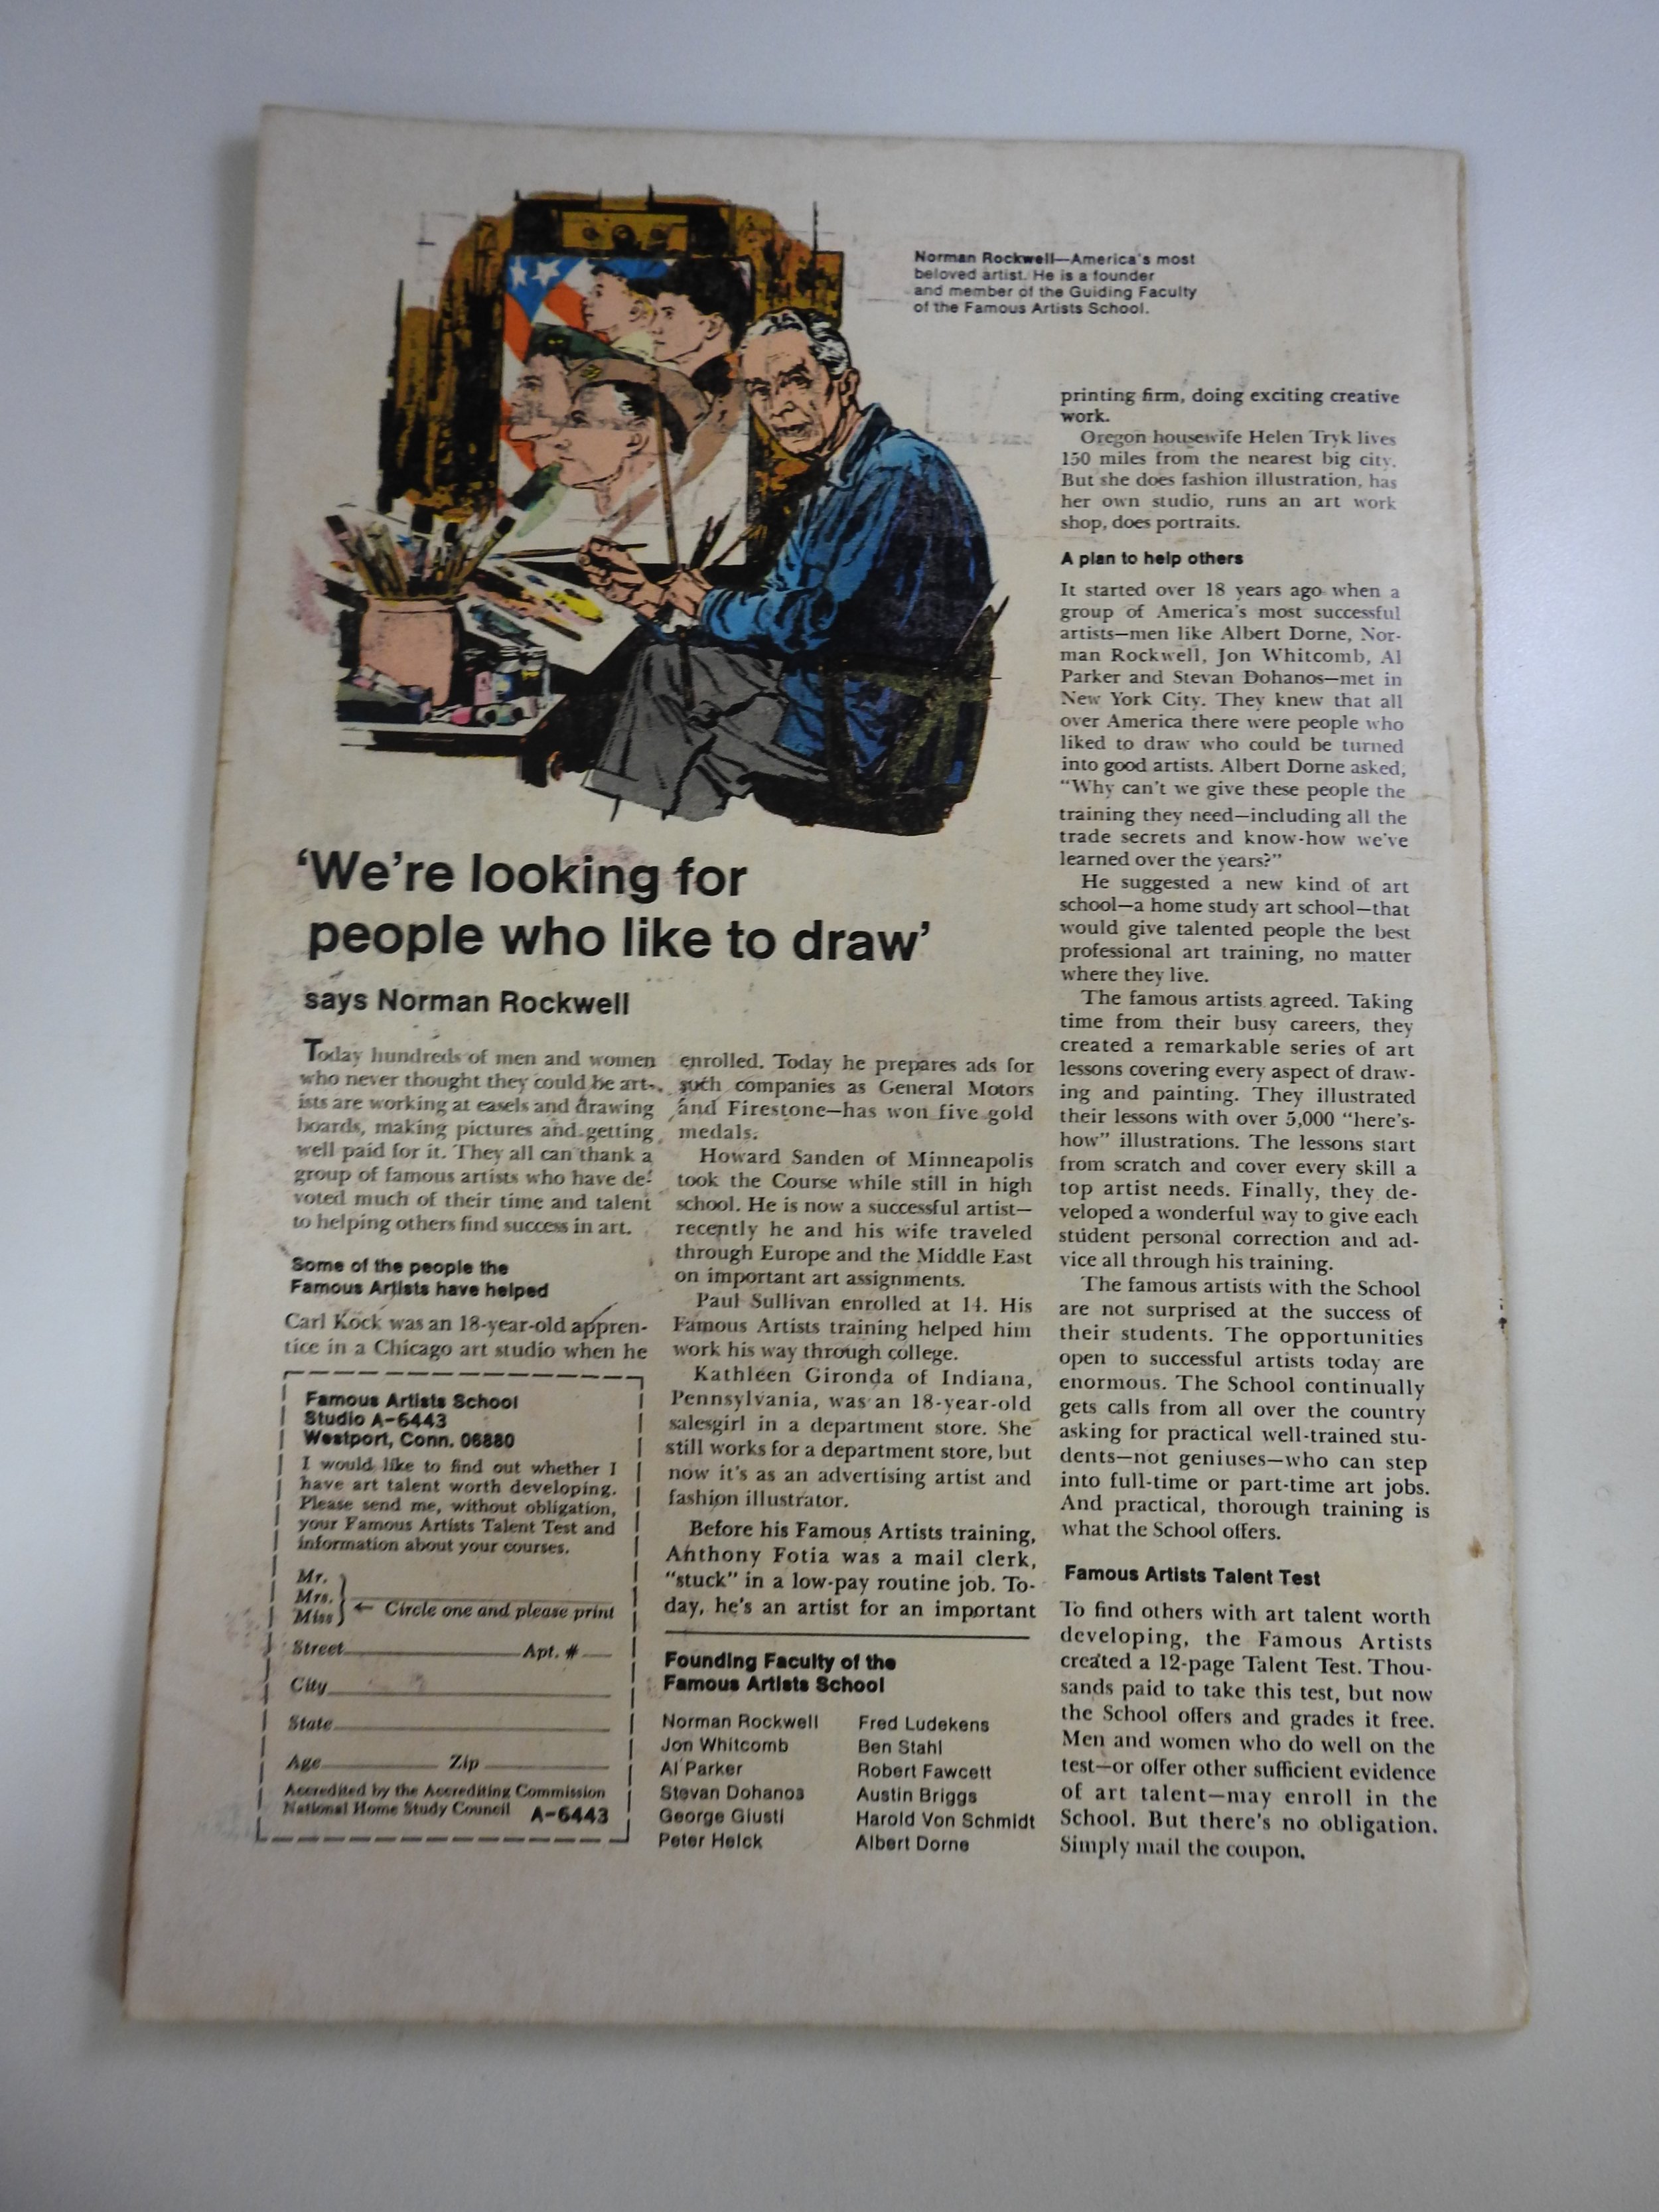 Norman Rockwell—America's most
beloved artist. He is a founder
and member of the Guiding Faculty
of the Famous Artists School.
'We're looking for
people who like to draw'
says Norman Rockwell
Today hundreds of men and women
who never thought they could be art-
ists are working at easels and drawing
boards, making pictures and getting
well paid for it. They all can thank a
group of famous artists who have de-
voted much of their time and talent
to helping others find success in art.
Some of the people the
Famous Artists have helped
Carl Kock was an 18-year-old appren-
tice in a Chicago art studio when he
enrolled. Today he prepares ads for
such companies as General Motors
and Firestone—has won five gold
medals.
Howard Sanden of Minneapolis
took the Course while still in high
school. He is now a successful artist—
recently he and his wife traveled
through Europe and the Middle East
on important art assignments.
Paul Sullivan enrolled at 14. His
Famous Artists training helped him
work his way through college.
Kathleen Gironda of Indiana,
Pennsylvania, was an 18-year-old
salesgirl in a department store. She
still works for a department store, but
now it's as an advertising artist and
fashion illustrator.
Before his Famous Artists training,
Anthony Fotia was a mail clerk,
"stuck" in a low-pay routine job. To-
day, he's an artist for an important
printing firm, doing exciting creative
work.
Oregon housewife Helen Tryk lives
150 miles from the nearest big city.
But she does fashion illustration, has
her own studio, runs an art work
shop, does portraits.
A plan to help others
It started over 18 years ago when a
group of America's most successful
artists—men like Albert Dorne, Nor-
man Rockwell, Jon Whitcomb, Al
Parker and Stevan Dohanos—met in
New York City. They knew that all
over America there were people who
liked to draw who could be turned
into good artists. Albert Dorne asked,
"Why can't we give these people the
training they need—including all the
trade secrets and know-how we've
learned over the years?"
He suggested a new kind of art
school—a home study art school—that
would give talented people the best
professional art training, no matter
where they live.
The famous artists agreed. Taking
time from their busy careers, they
created a remarkable series of art
lessons covering every aspect of draw-
ing and painting. They illustrated
their lessons with over 5,000 "here's-
how" illustrations. The lessons start
from scratch and cover every skill a
top artist needs. Finally, they de-
veloped a wonderful way to give each
student personal correction and ad-
vice all through his training.
The famous artists with the School
are not surprised at the success of
their students. The opportunities
open to successful artists today are
enormous. The School continually
gets calls from all over the country
asking for practical well-trained stu-
dents—not geniuses—who can step
into full-time or part-time art jobs.
And practical, thorough training is
what the School offers.
Famous Artists Talent Test
To find others with art talent worth
developing, the Famous Artists
created a 12-page Talent Test. Thou-
sands paid to take this test, but now
the School offers and grades it free.
Men and women who do well on the
test—or offer other sufficient evidence
of art talent—may enroll in the
School. But there's no obligation.
Simply mail the coupon.
Famous Artists School
Studio A-6443
Westport, Conn. 06880
I would like to find out whether I
have art talent worth developing.
Please send me, without obligation,
your Famous Artists Talent Test and
information about your courses.
Mr.
Mrs.
Miss ← Circle one and please print
Street Apt. #
City
State
Age Zip
Accredited by the Accrediting Commission
National Home Study Council A-6443
Founding Faculty of the
Famous Artists School
Norman Rockwell
Jon Whitcomb
Al Parker
Stevan Dohanos
George Giusti
Peter Helck
Fred Ludekens
Ben Stahl
Robert Fawcett
Austin Briggs
Harold Von Schmidt
Albert Dorne